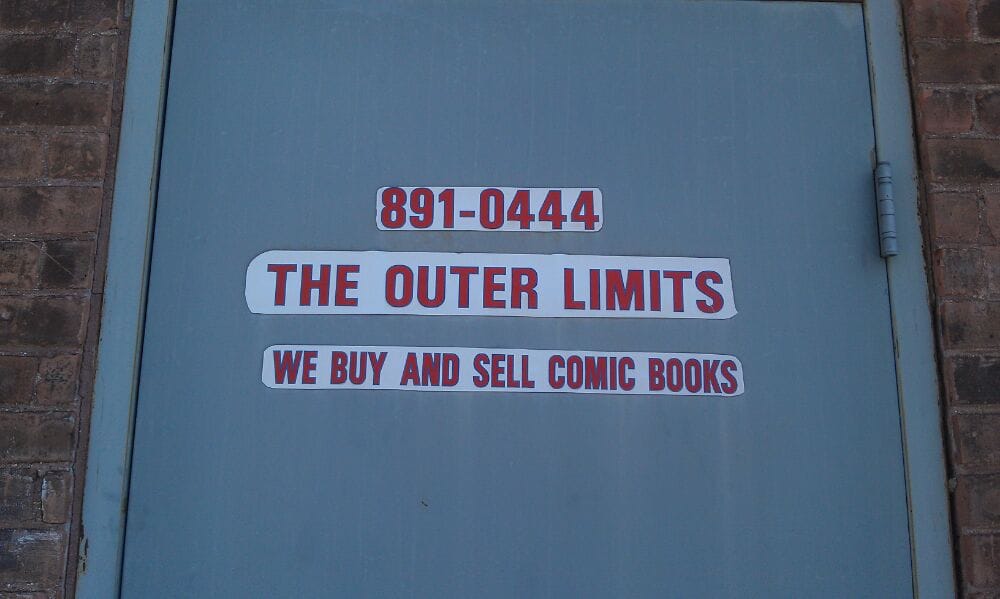 891-0444
THE OUTER LIMITS
WE BUY AND SELL COMIC BOOKS